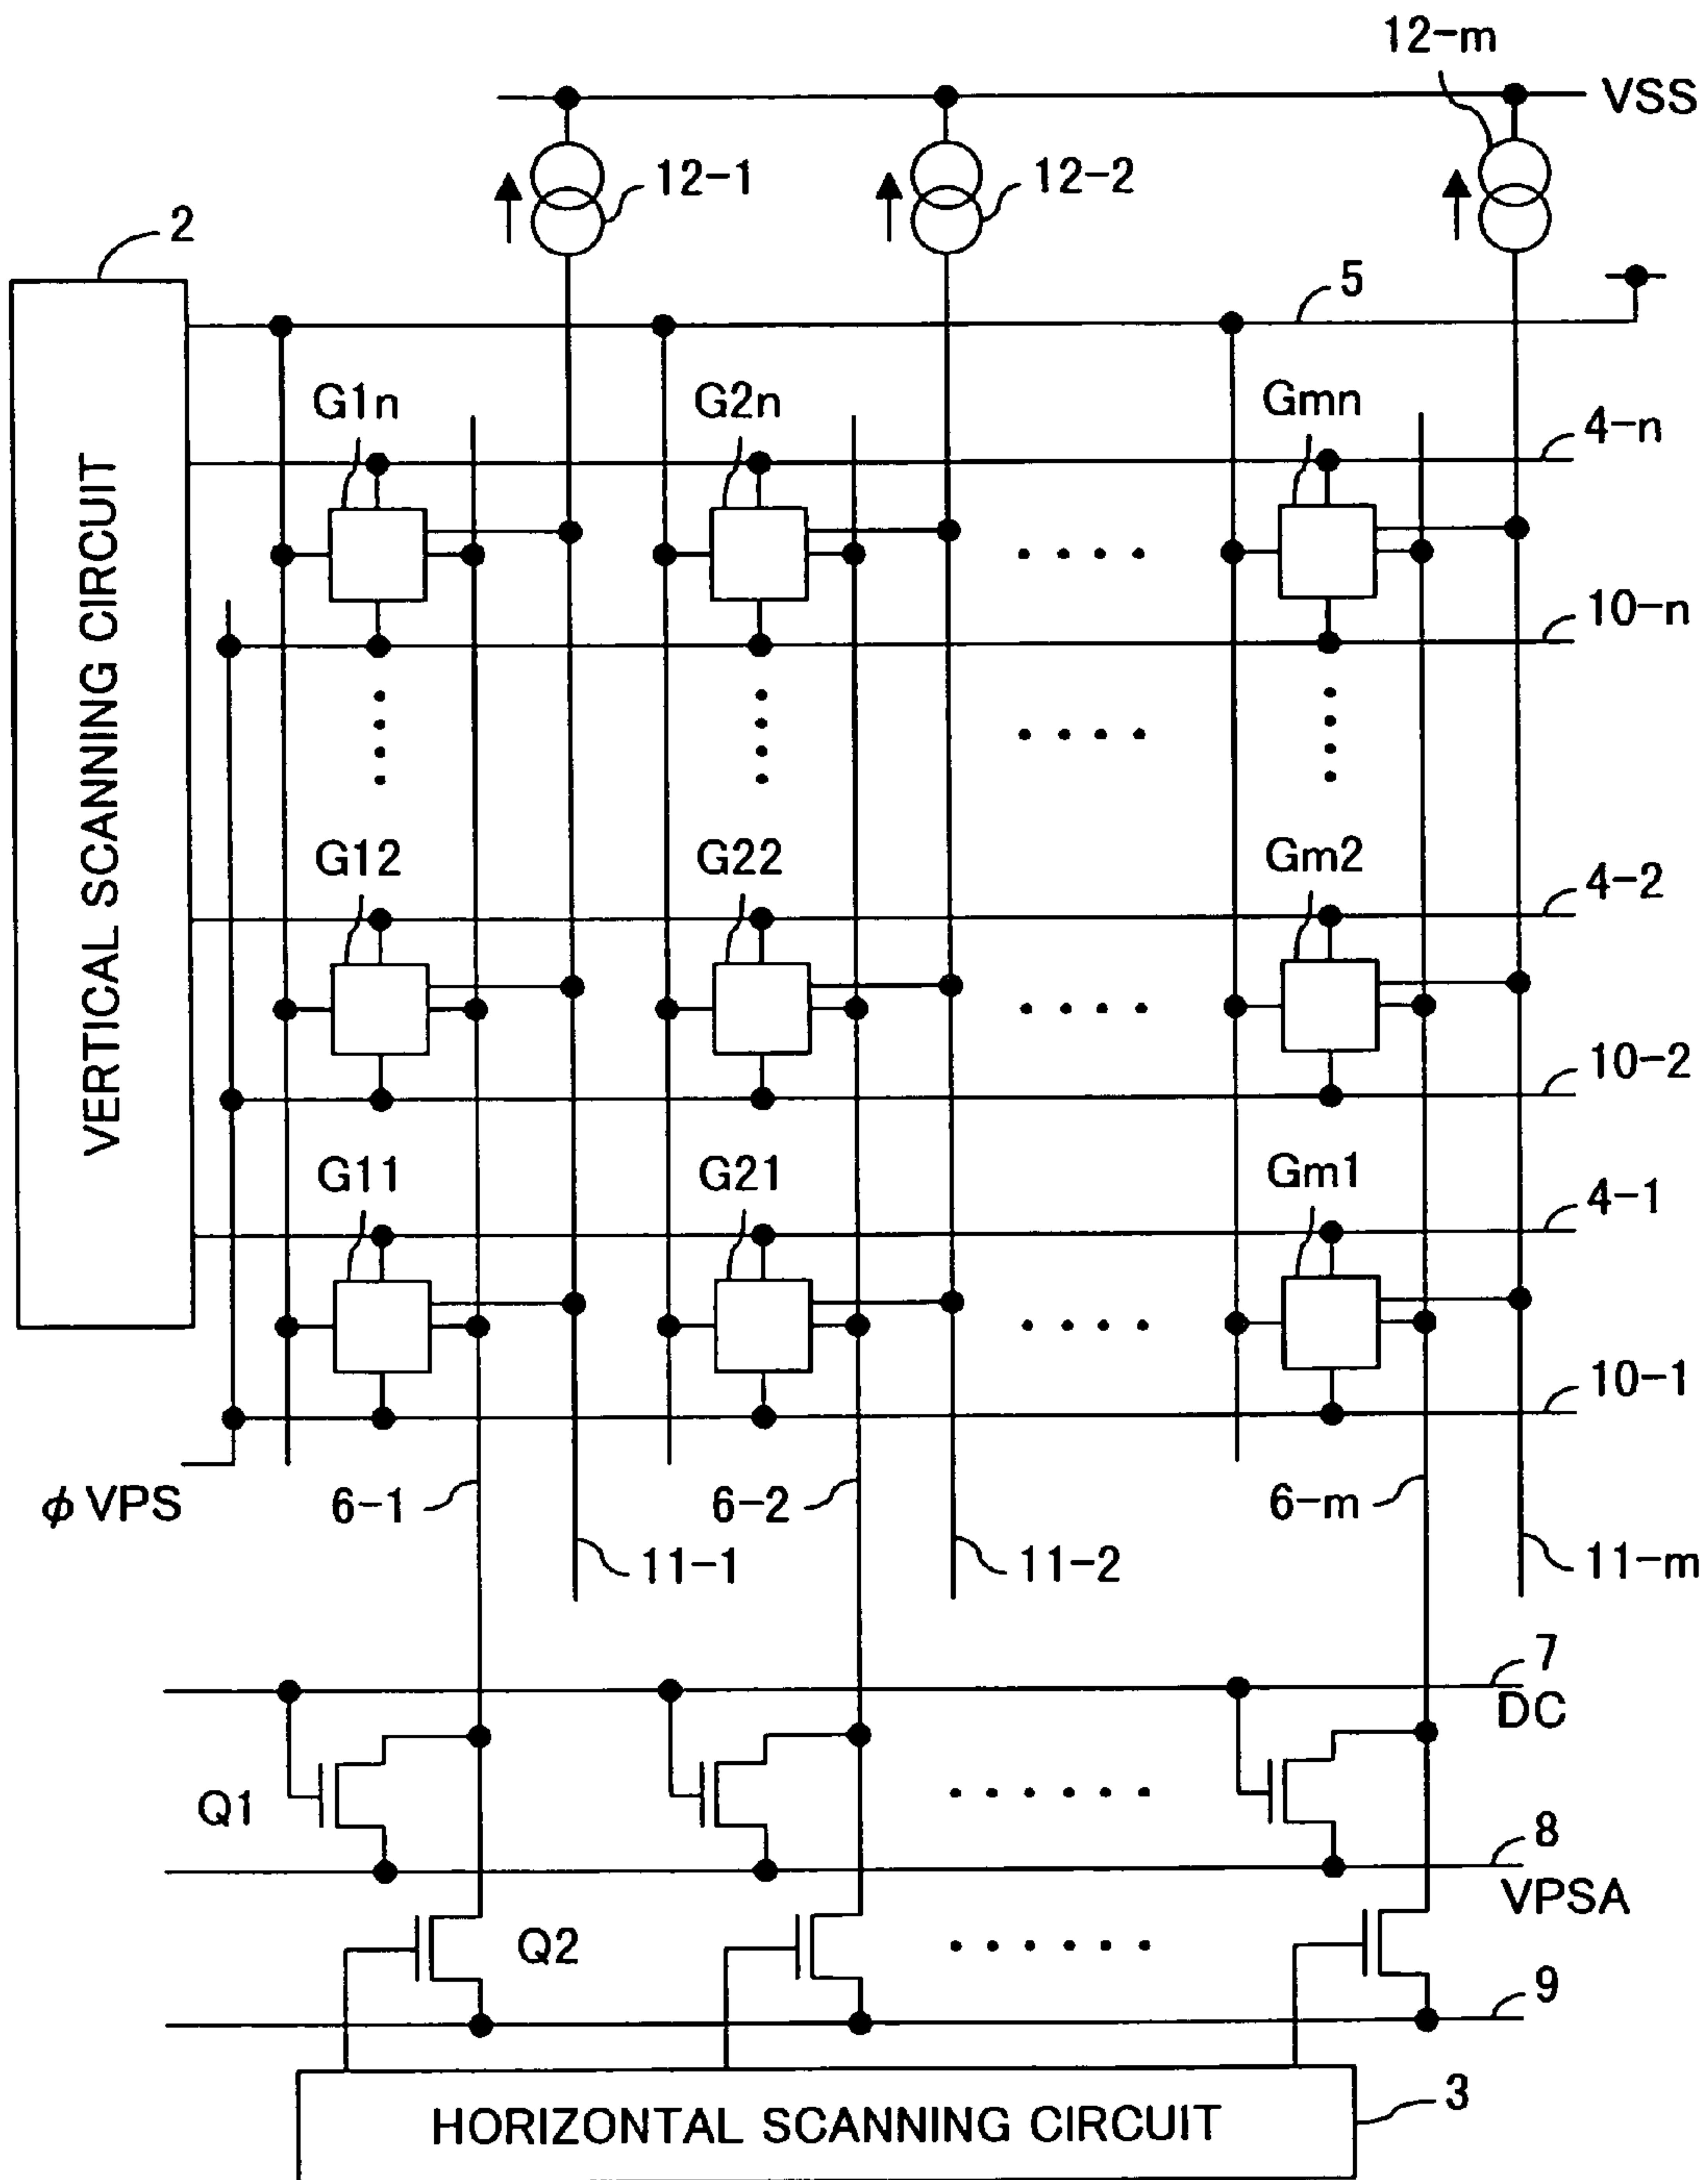 12-m
VSS
12-1
12-2
2
5
G1n
G2n
Gmn
4-n
VERTICAL SCANNING CIRCUIT
10-n
G12
G22
Gm2
4-2
10-2
G11
G21
Gm1
4-1
10-1
ϕ VPS
6-1
6-2
6-m
11-1
11-2
11-m
7
DC
Q1
8
VPSA
Q2
9
3
HORIZONTAL SCANNING CIRCUIT